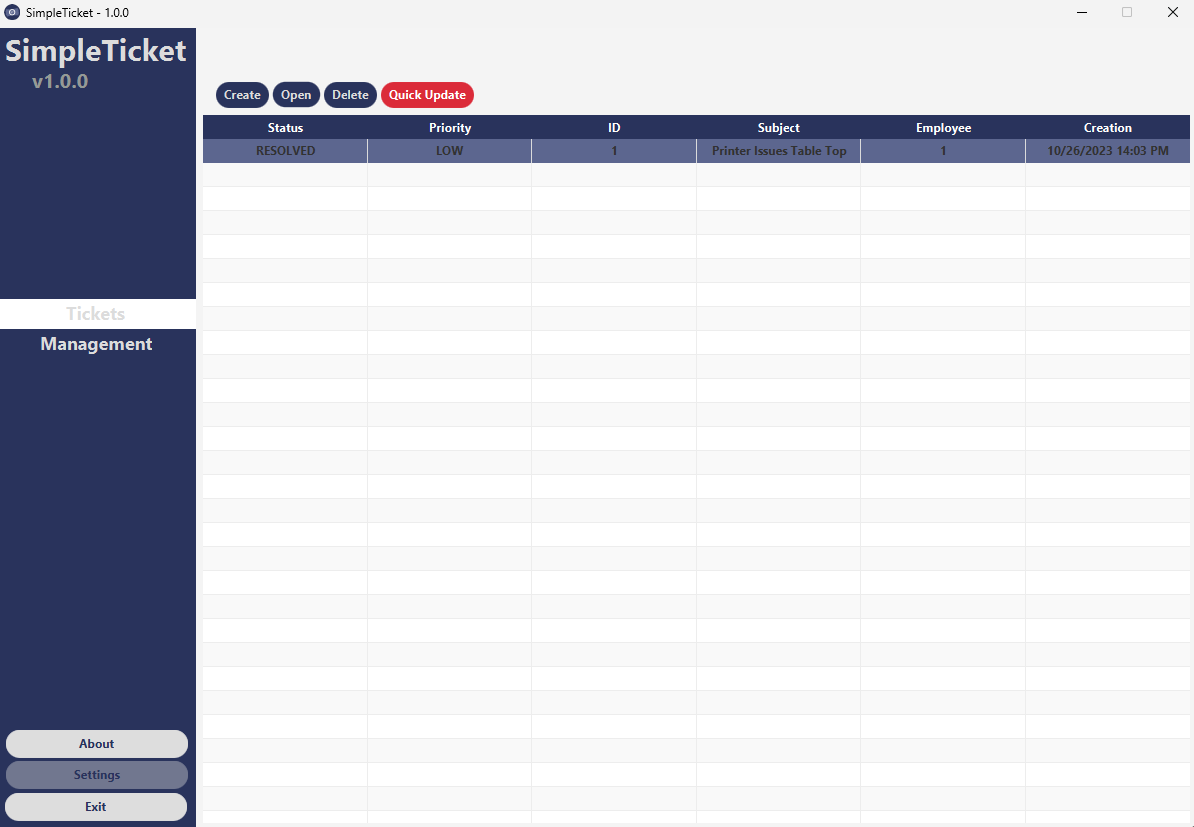 SimpleTicket - 1.0.0
SimpleTicket
v1.0.0
Tickets
Management
About
Settings
Exit
Create Open Delete Quick Update
Status Priority ID Subject Employee Creation
RESOLVED LOW 1 Printer Issues Table Top 1 10/26/2023 14:03 PM